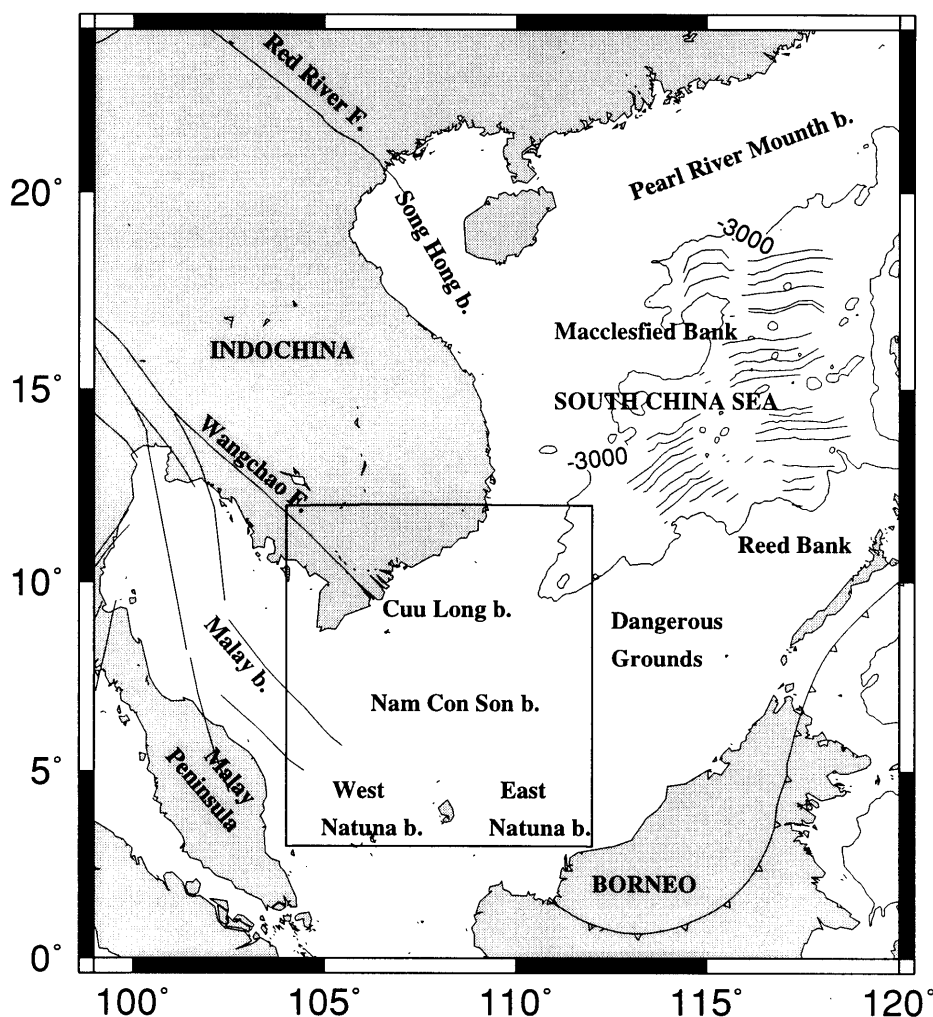 Red River F.
Pearl River Mounth b.
20°
Song Hong b.
-3000
Macclesfied Bank
INDOCHINA
15°
SOUTH CHINA SEA
Wangchao F.
-3000
Reed Bank
10°
Cuu Long b.
Dangerous
Grounds
Malay b.
Nam Con Son b.
5°
Malay
Peninsula
West
Natuna b.
East
Natuna b.
BORNEO
0°
100°
105°
110°
115°
120°